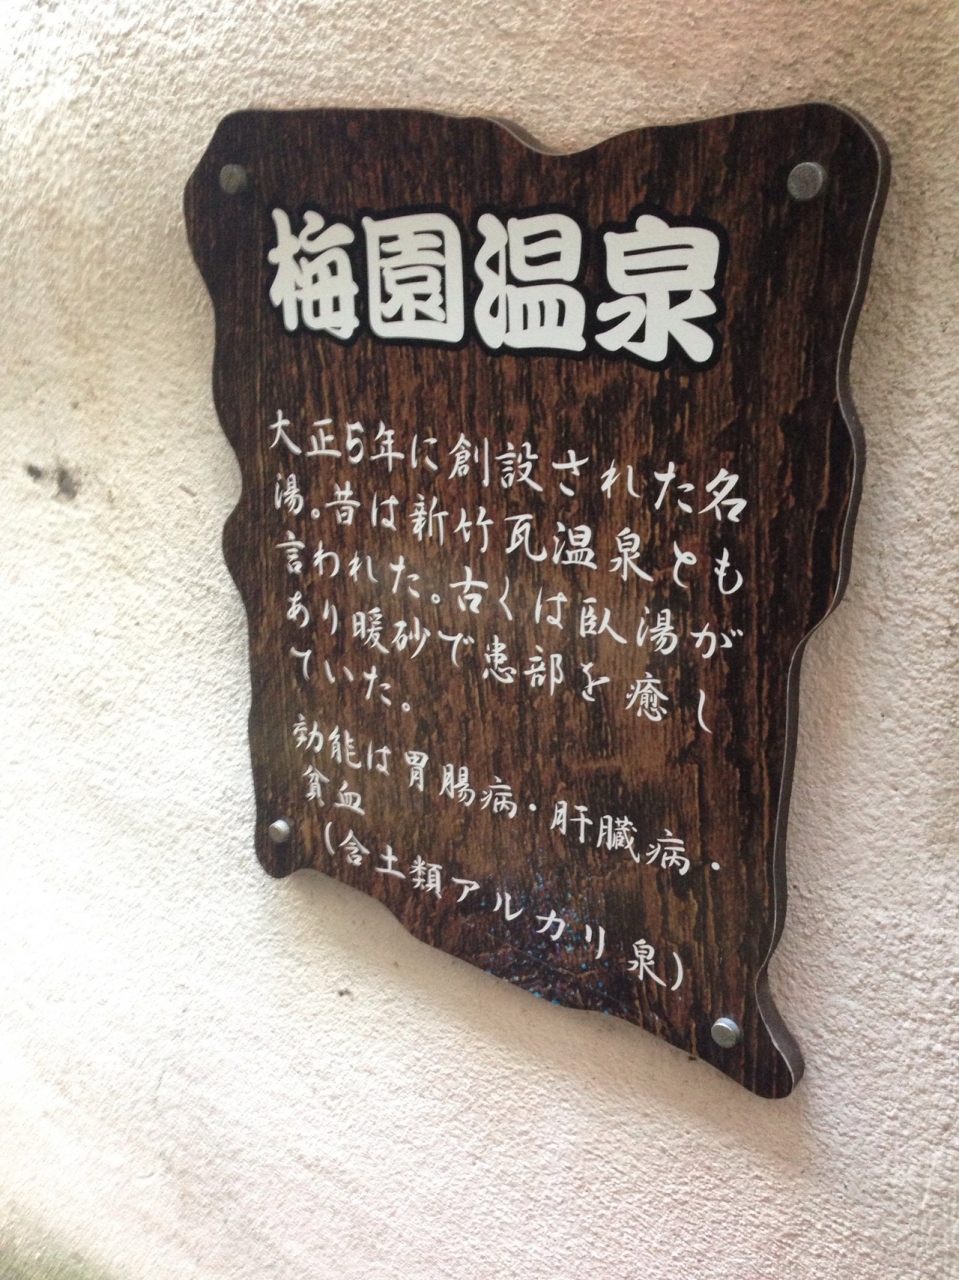 梅園温泉
大正5年に創設された名
湯。昔は新竹瓦温泉とも
言われた。古くは臥湯が
あり暖砂で患部を癒し
ていた。
効能は胃腸病・肝臓病・
貧血
(含土類アルカリ泉)